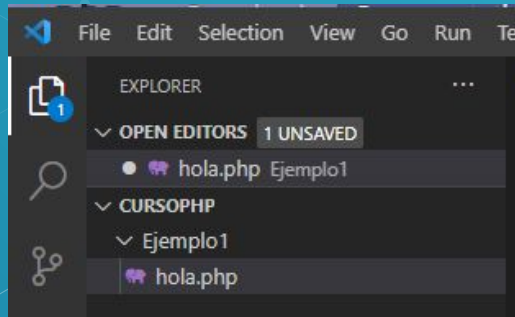 File Edit Selection View Go Run Te
EXPLORER ...
1
OPEN EDITORS 1 UNSAVED
hola.php Ejemplo1
CURSOPHP
Ejemplo1
hola.php